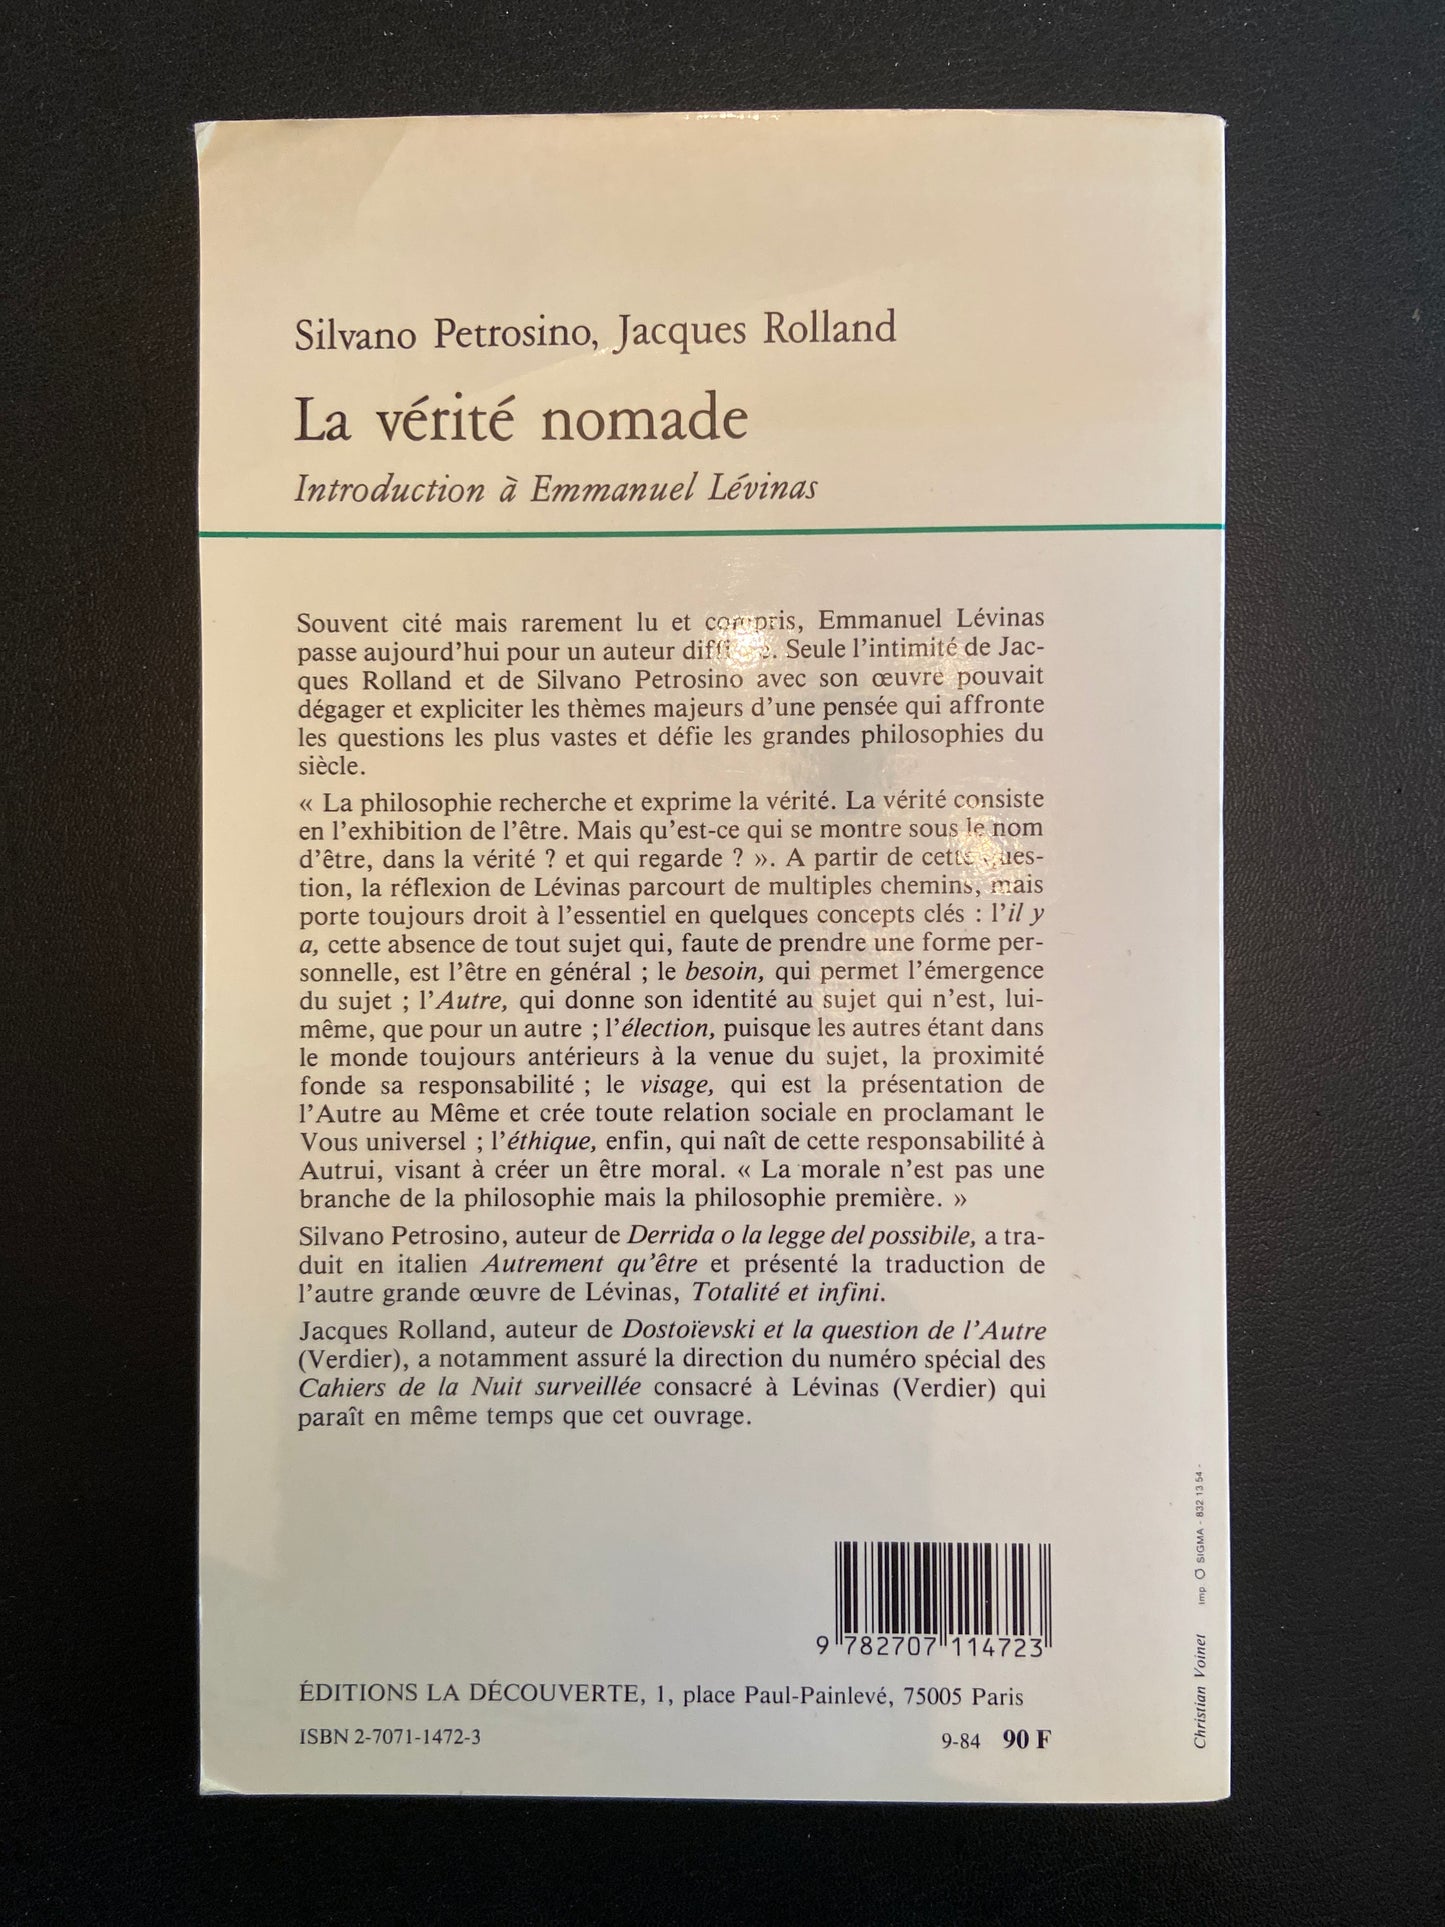 Silvano Petrosino, Jacques Rolland
La vérité nomade
Introduction à Emmanuel Lévinas
Souvent cité mais rarement lu et compris, Emmanuel Lévinas
passe aujourd'hui pour un auteur difficile. Seule l'intimité de Jac-
ques Rolland et de Silvano Petrosino avec son œuvre pouvait
dégager et expliciter les thèmes majeurs d'une pensée qui affronte
les questions les plus vastes et défie les grandes philosophies du
siècle.
« La philosophie recherche et exprime la vérité. La vérité consiste
en l'exhibition de l'être. Mais qu'est-ce qui se montre sous le nom
d'être, dans la vérité ? et qui regarde ? ». A partir de cette ques-
tion, la réflexion de Lévinas parcourt de multiples chemins, mais
porte toujours droit à l'essentiel en quelques concepts clés : l'il y
a, cette absence de tout sujet qui, faute de prendre une forme per-
sonnelle, est l'être en général ; le besoin, qui permet l'émergence
du sujet ; l'Autre, qui donne son identité au sujet qui n'est, lui-
même, que pour un autre ; l'élection, puisque les autres étant dans
le monde toujours antérieurs à la venue du sujet, la proximité
fonde sa responsabilité ; le visage, qui est la présentation de
l'Autre au Même et crée toute relation sociale en proclamant le
Vous universel ; l'éthique, enfin, qui naît de cette responsabilité à
Autrui, visant à créer un être moral. « La morale n'est pas une
branche de la philosophie mais la philosophie première. »
Silvano Petrosino, auteur de Derrida o la legge del possibile, a tra-
duit en italien Autrement qu'être et présenté la traduction de
l'autre grande œuvre de Lévinas, Totalité et infini.
Jacques Rolland, auteur de Dostoïevski et la question de l'Autre
(Verdier), a notamment assuré la direction du numéro spécial des
Cahiers de la Nuit surveillée consacré à Lévinas (Verdier) qui
paraît en même temps que cet ouvrage.
9 782707 114723
ÉDITIONS LA DÉCOUVERTE, 1, place Paul-Painlevé, 75005 Paris
ISBN 2-7071-1472-3
9-84 90 F
Christian Voinet imp. SIGMA - 832 13 54 -